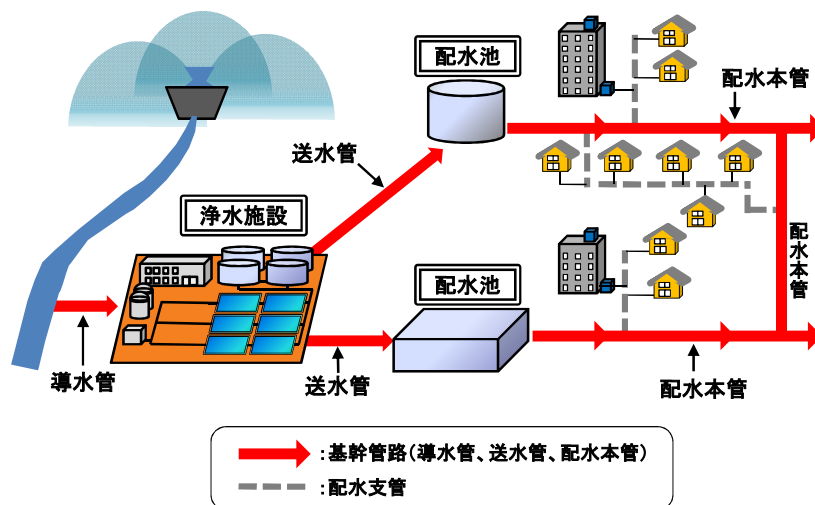 配水池
配水本管
送水管
浄水施設
配水本管
配水池
導水管
送水管
配水本管
：基幹管路（導水管、送水管、配水本管）
：配水支管